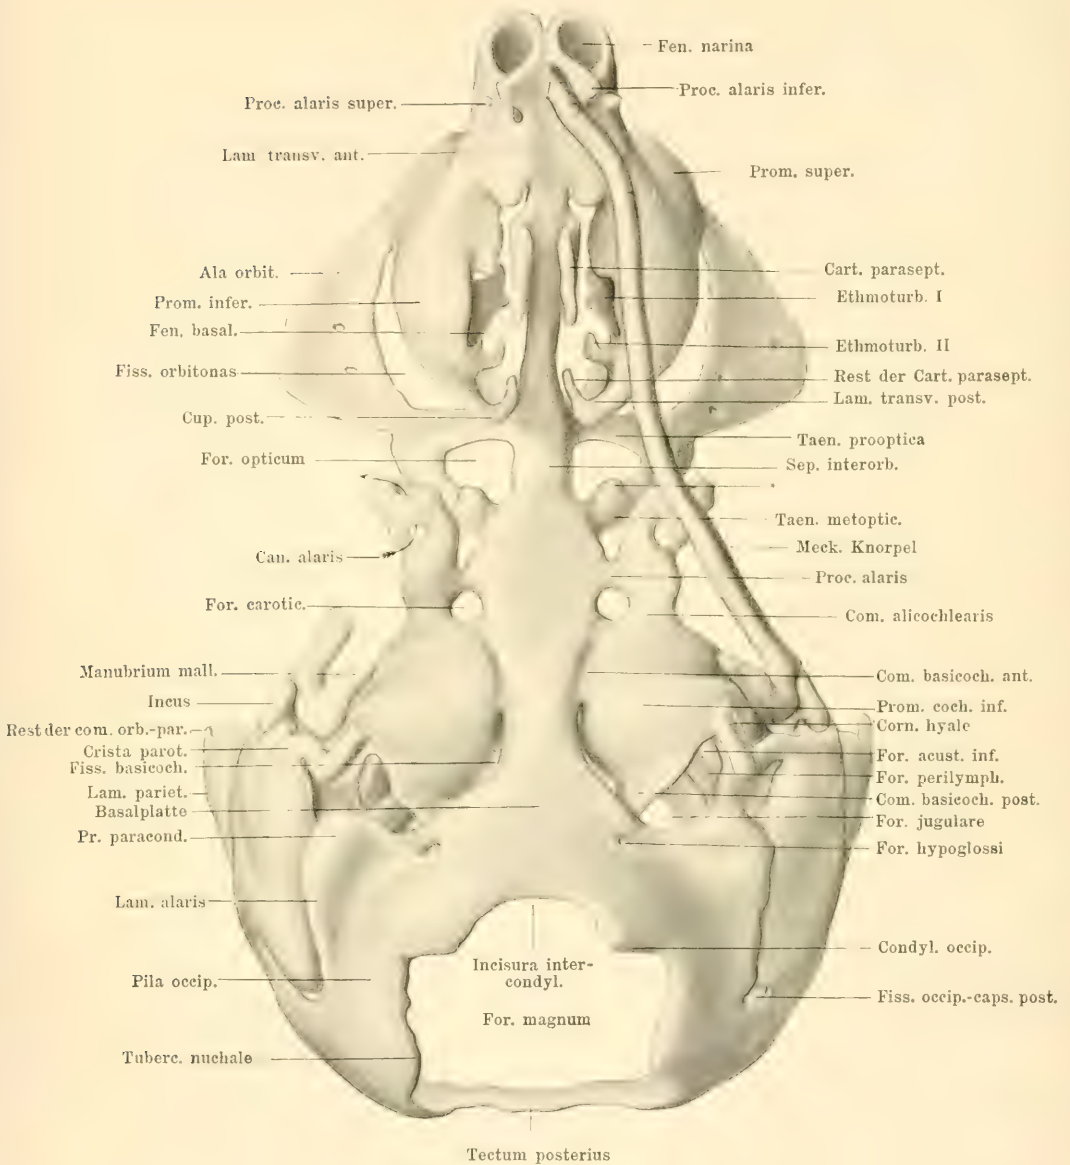 Fen. narina
Proc. alaris infer.
Proc. alaris super.
Lam transv. ant.
Prom. super.
Ala orbit.
Cart. parasept.
Prom. infer.
Ethmoturb. I
Fen. basal.
Ethmoturb. II
Fiss. orbitonas
Rest der Cart. parasept.
Lam. transv. post.
Cup. post.
Taen. prooptica
For. opticum
Sep. interorb.
Taen. metoptic.
Meck. Knorpel
Can. alaris
Proc. alaris
For. carotic.
Com. alicochlearis
Manubrium mall.
Com. basicoch. ant.
Incus
Prom. coch. inf.
Corn. hyale
Rest der com. orb.-par.
Crista parot.
For. acust. inf.
Fiss. basicoch.
For. perilymph.
Lam. pariet.
Com. basicoch. post.
Basalplatte
For. jugulare
Pr. paracond.
For. hypoglossi
Lam. alaris
Condyl. occip.
Incisura inter-
condyl.
Pila occip.
Fiss. occip.-caps. post.
For. magnum
Tuberc. nuchale
Tectum posterius